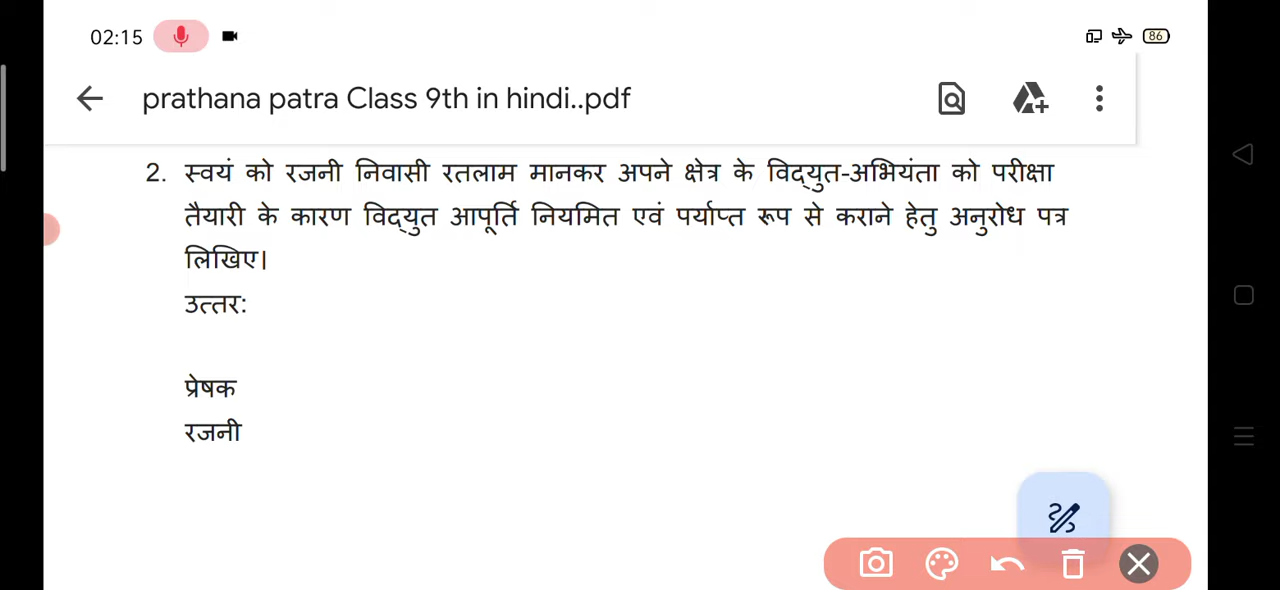 02:15
86
prathana patra Class 9th in hindi..pdf
2. स्वयं को रजनी निवासी रतलाम मानकर अपने क्षेत्र के विद्युत-अभियंता को परीक्षा
तैयारी के कारण विद्युत आपूर्ति नियमित एवं पर्याप्त रूप से कराने हेतु अनुरोध पत्र
लिखिए।
उत्तर:
प्रेषक
रजनी